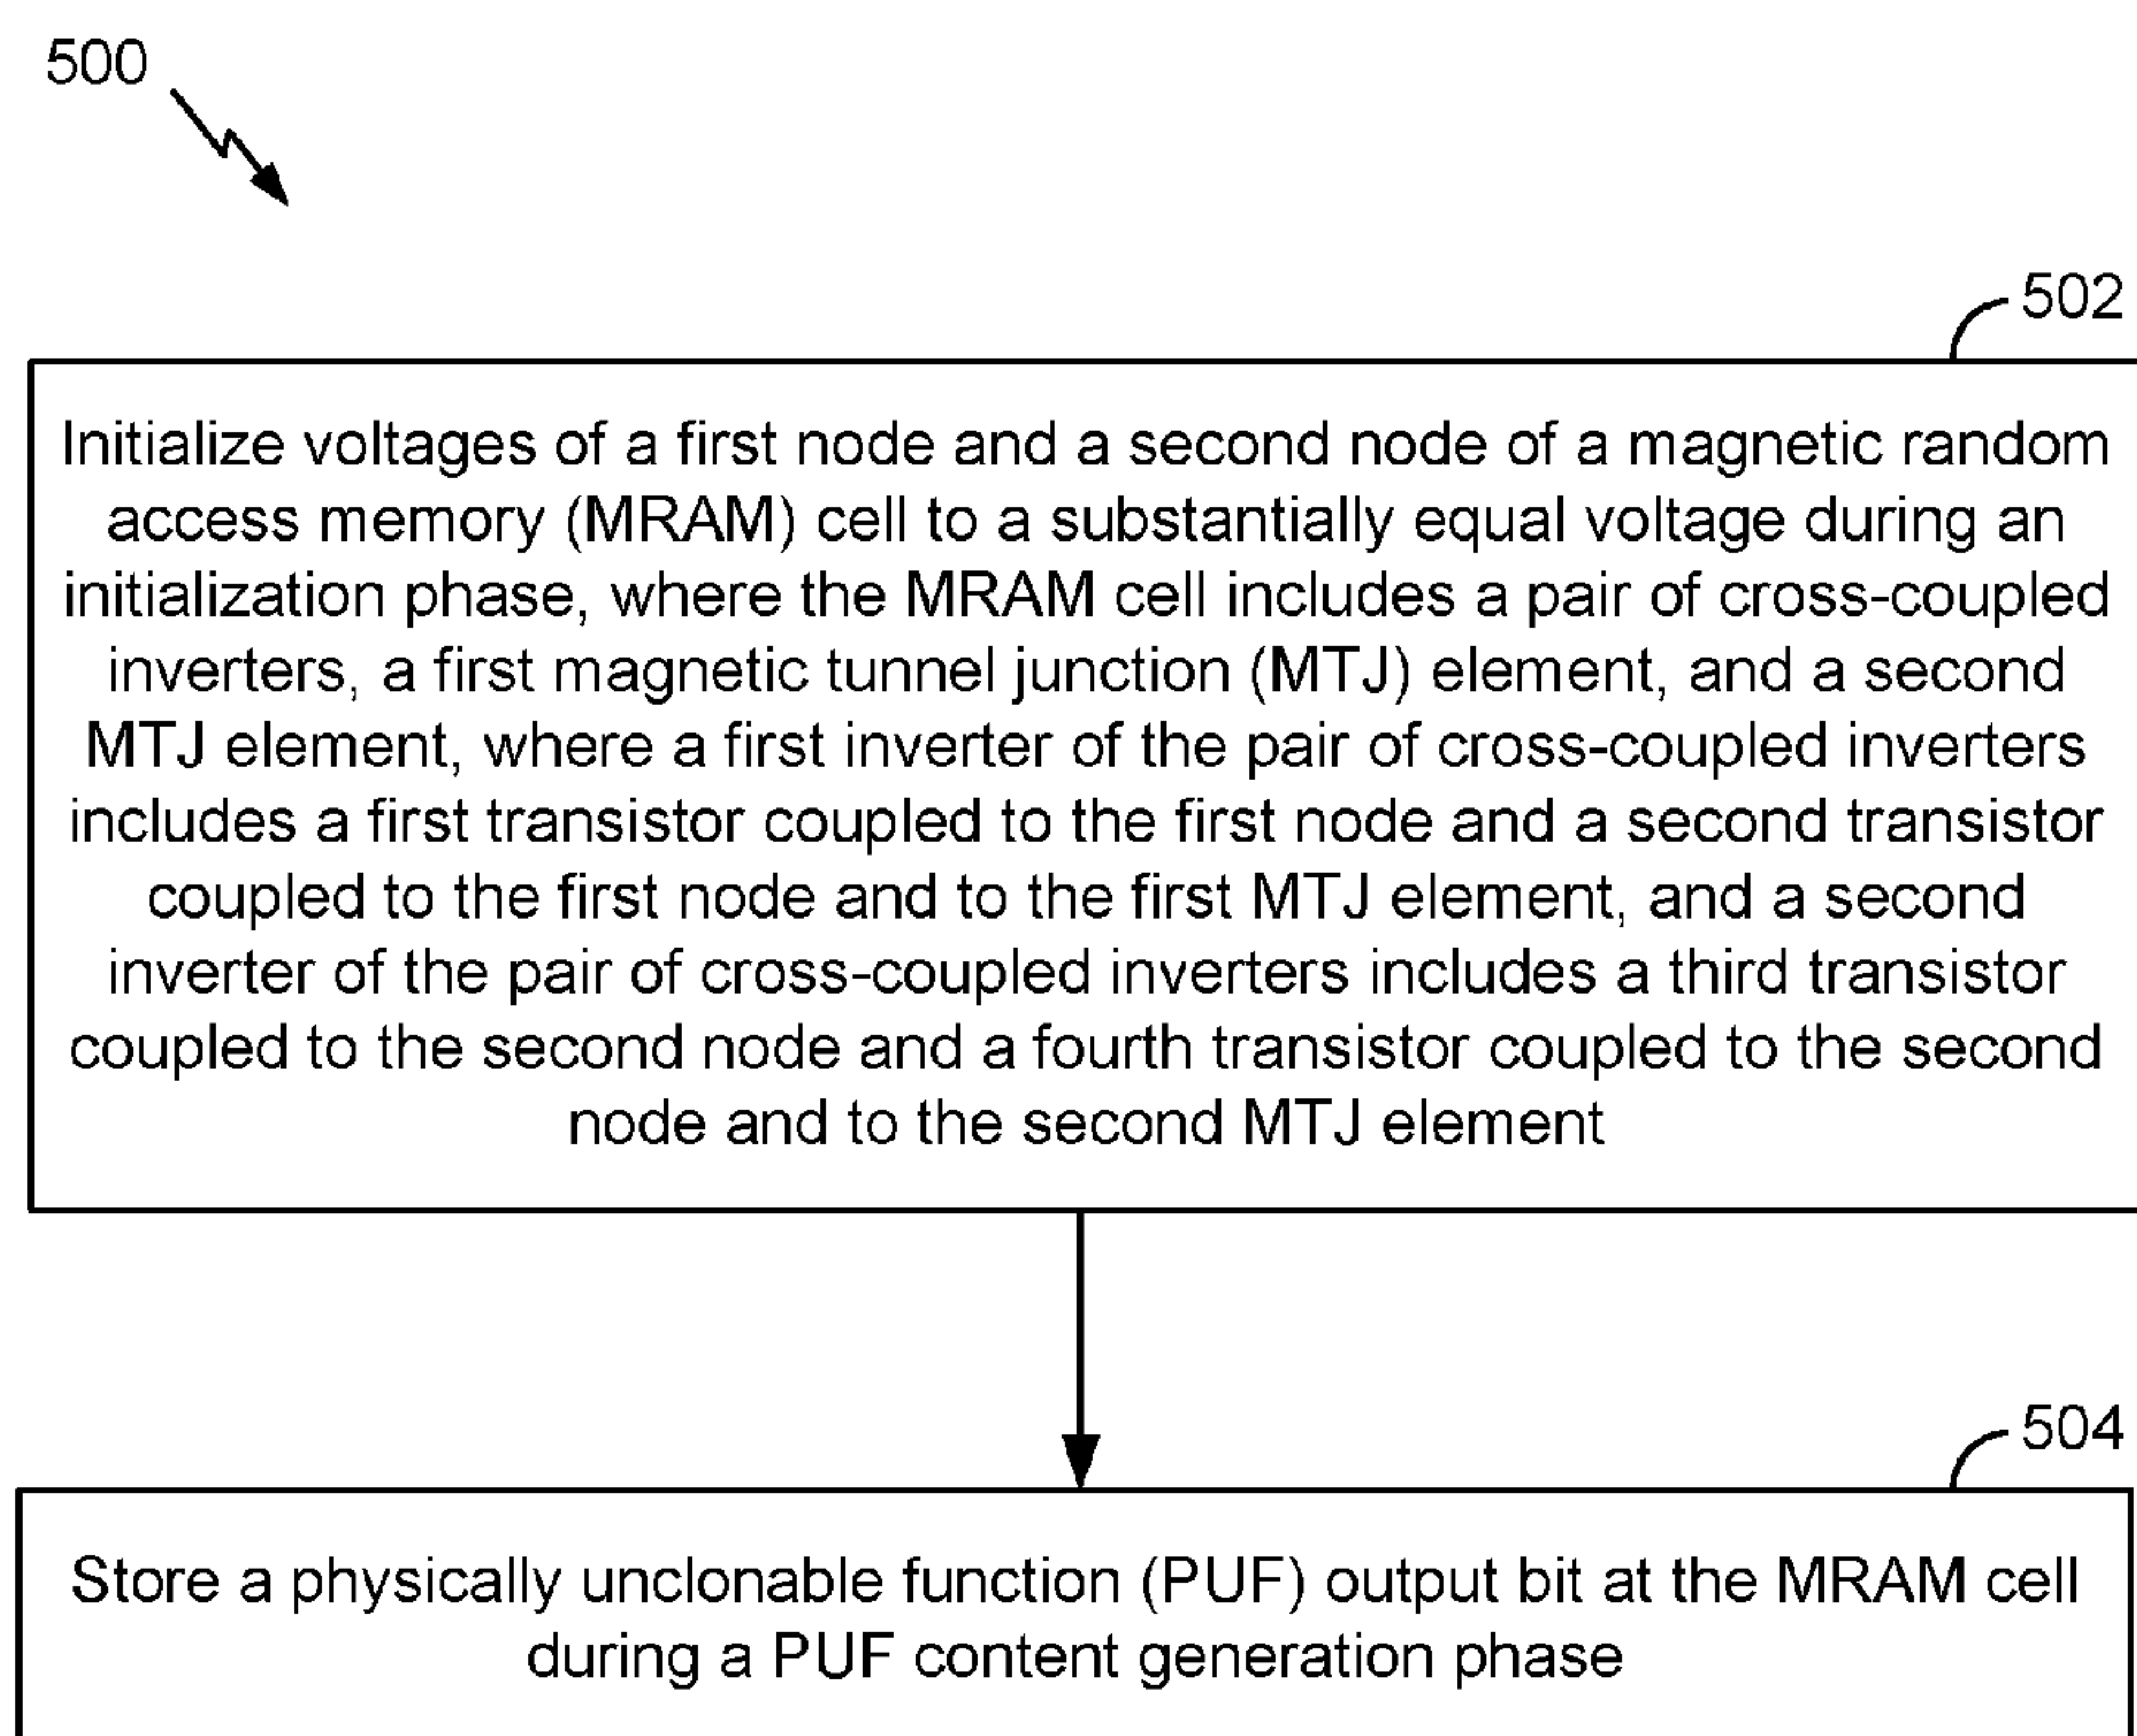 500
502
Initialize voltages of a first node and a second node of a magnetic random
access memory (MRAM) cell to a substantially equal voltage during an
initialization phase, where the MRAM cell includes a pair of cross-coupled
inverters, a first magnetic tunnel junction (MTJ) element, and a second
MTJ element, where a first inverter of the pair of cross-coupled inverters
includes a first transistor coupled to the first node and a second transistor
coupled to the first node and to the first MTJ element, and a second
inverter of the pair of cross-coupled inverters includes a third transistor
coupled to the second node and a fourth transistor coupled to the second
node and to the second MTJ element
504
Store a physically unclonable function (PUF) output bit at the MRAM cell
during a PUF content generation phase